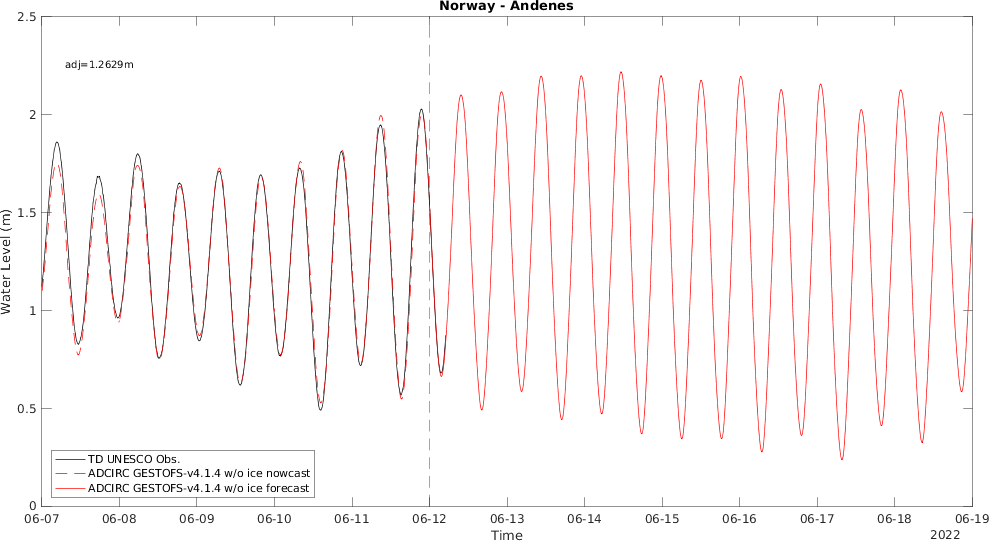 Norway - Andenes
2.5
adj=1.2629m
2
1.5
Water Level (m)
1
0.5
TD UNESCO Obs.
ADCIRC GESTOFS-v4.1.4 w/o ice nowcast
ADCIRC GESTOFS-v4.1.4 w/o ice forecast
0
06-07 06-08 06-09 06-10 06-11 06-12 06-13 06-14 06-15 06-16 06-17 06-18 06-19
Time
2022